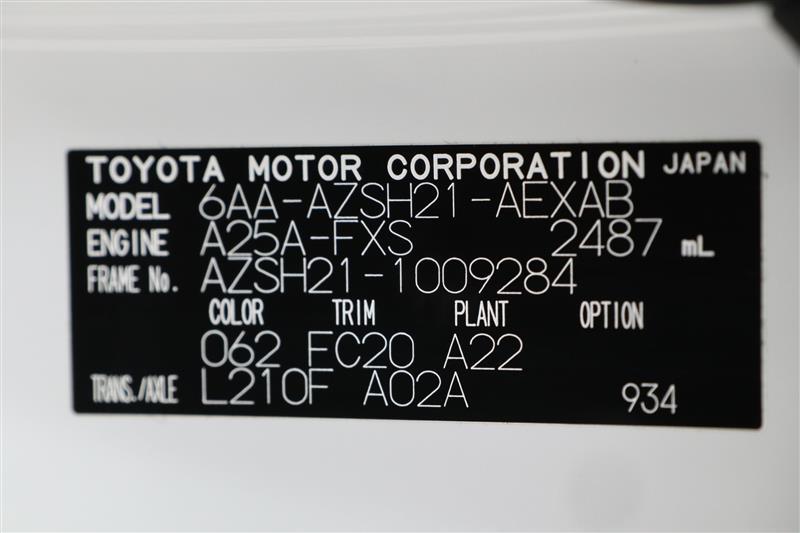 TOYOTA MOTOR CORPORATION JAPAN
MODEL 6AA-AZSH21-AEXAB
ENGINE A25A-FXS 2487 mL
FRAME No. AZSH21-1009284
COLOR TRIM PLANT OPTION
062 FC20 A22
TRANS./AXLE L210F A02A 934